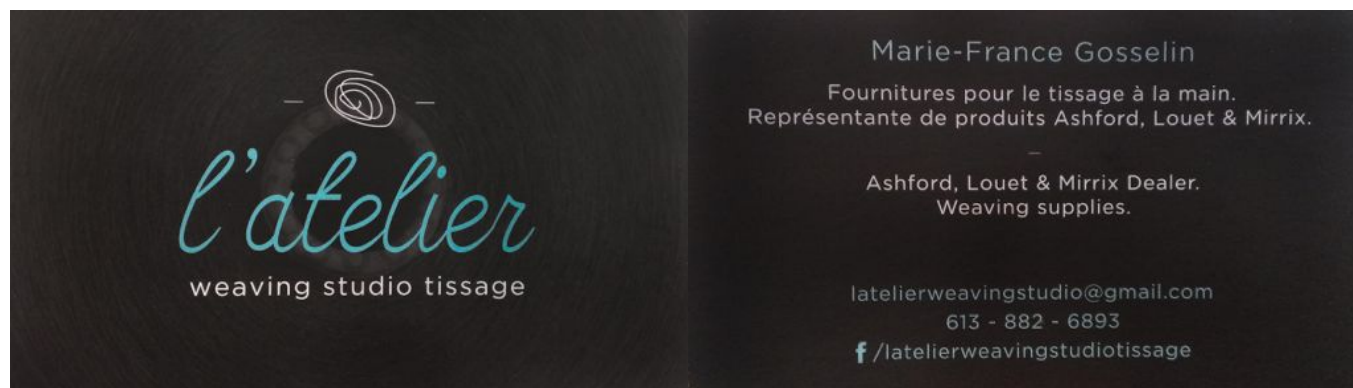 l'atelier
weaving studio tissage
Marie-France Gosselin
Fournitures pour le tissage à la main.
Représentante de produits Ashford, Louet & Mirrix.
–
Ashford, Louet & Mirrix Dealer.
Weaving supplies.
latelierweavingstudio@gmail.com
613 - 882 - 6893
f /latelierweavingstudiotissage